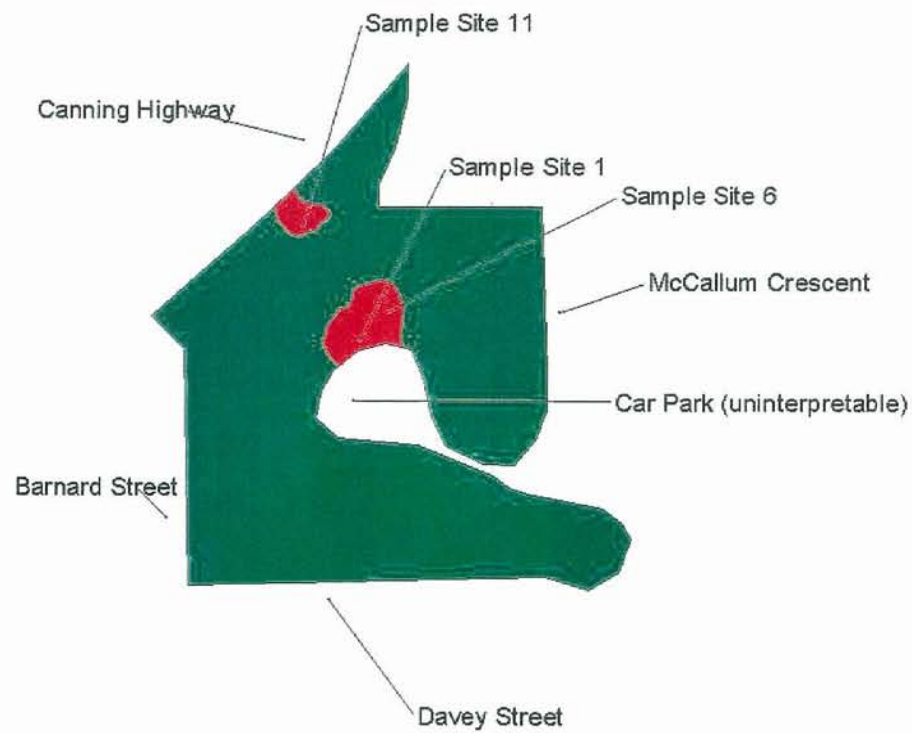 Sample Site 11
Canning Highway
Sample Site 1
Sample Site 6
McCallum Crescent
Car Park (uninterpretable)
Barnard Street
Davey Street